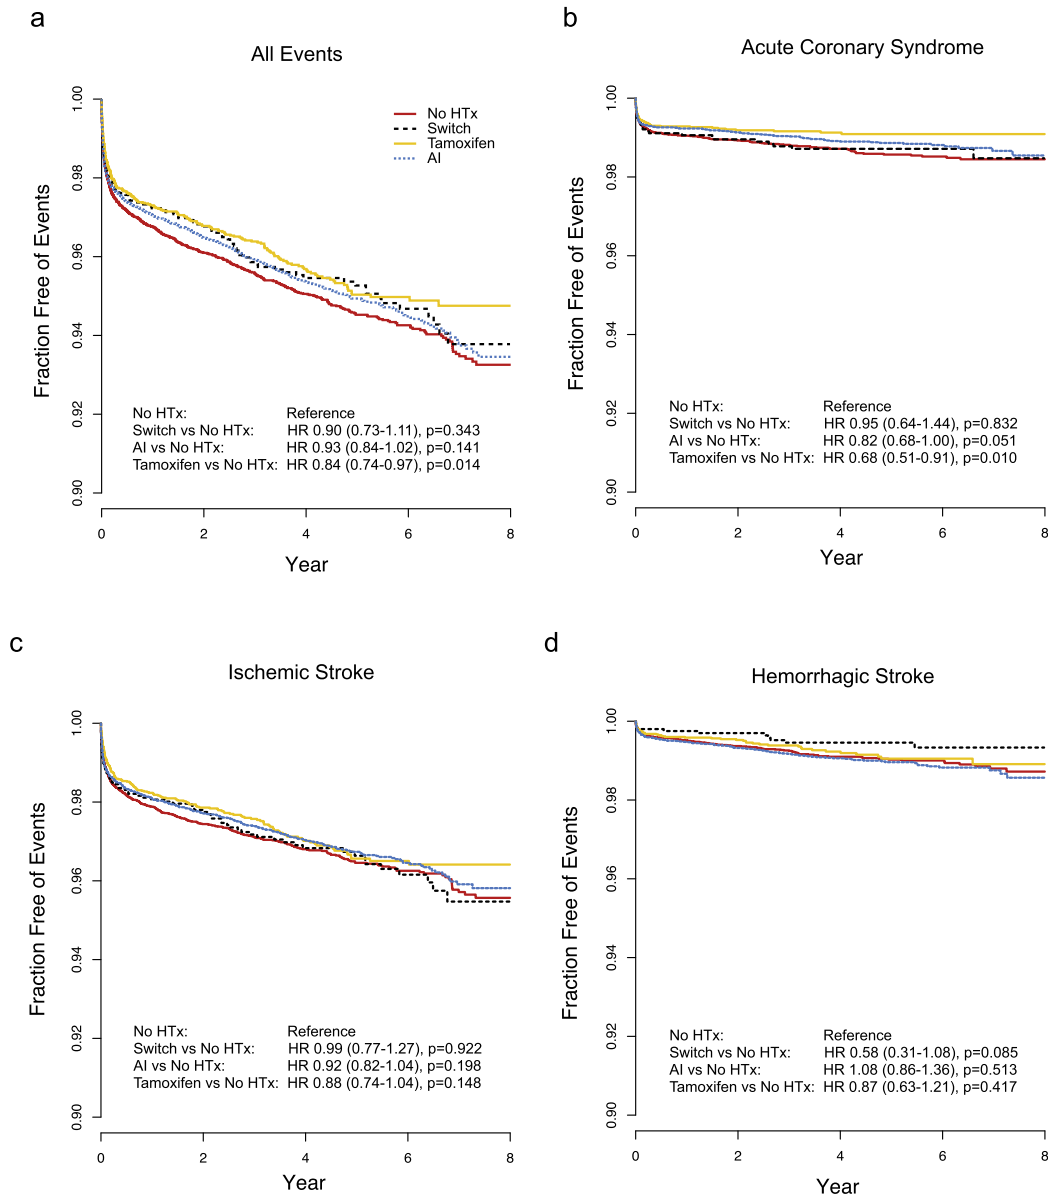 a
All Events
1.00
0.98
0.96
0.94
0.92
0.90
Fraction Free of Events
No HTx
Switch
Tamoxifen
AI
No HTx: Reference
Switch vs No HTx: HR 0.90 (0.73-1.11), p=0.343
AI vs No HTx: HR 0.93 (0.84-1.02), p=0.141
Tamoxifen vs No HTx: HR 0.84 (0.74-0.97), p=0.014
0 2 4 6 8
Year
b
Acute Coronary Syndrome
1.00
0.98
0.96
0.94
0.92
0.90
Fraction Free of Events
No HTx: Reference
Switch vs No HTx: HR 0.95 (0.64-1.44), p=0.832
AI vs No HTx: HR 0.82 (0.68-1.00), p=0.051
Tamoxifen vs No HTx: HR 0.68 (0.51-0.91), p=0.010
0 2 4 6 8
Year
c
Ischemic Stroke
1.00
0.98
0.96
0.94
0.92
0.90
Fraction Free of Events
No HTx: Reference
Switch vs No HTx: HR 0.99 (0.77-1.27), p=0.922
AI vs No HTx: HR 0.92 (0.82-1.04), p=0.198
Tamoxifen vs No HTx: HR 0.88 (0.74-1.04), p=0.148
0 2 4 6 8
Year
d
Hemorrhagic Stroke
1.00
0.98
0.96
0.94
0.92
0.90
Fraction Free of Events
No HTx: Reference
Switch vs No HTx: HR 0.58 (0.31-1.08), p=0.085
AI vs No HTx: HR 1.08 (0.86-1.36), p=0.513
Tamoxifen vs No HTx: HR 0.87 (0.63-1.21), p=0.417
0 2 4 6 8
Year